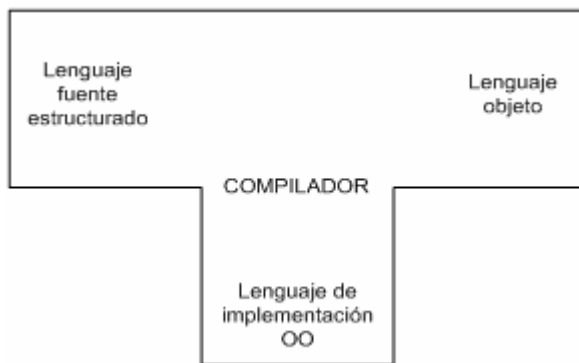 Lenguaje
fuente
estructurado
Lenguaje
objeto
COMPILADOR
Lenguaje de
implementación
OO